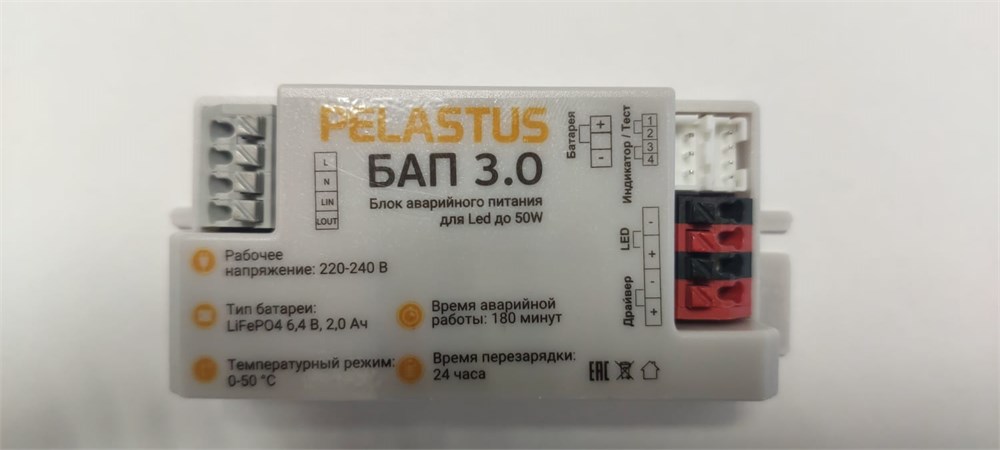 PELASTUS
БАП 3.0
Блок аварийного питания
для Led до 50W
L
N
LIN
LOUT
Рабочее
напряжение: 220-240 В
Тип батареи:
LiFePO4 6,4 В, 2,0 Ач
Температурный режим:
0-50 °C
Время аварийной
работы: 180 минут
Время перезарядки:
24 часа
Батарея
+
-
Индикатор / Тест
1
2
3
4
LED
-
+
Драйвер
-
+
EAC